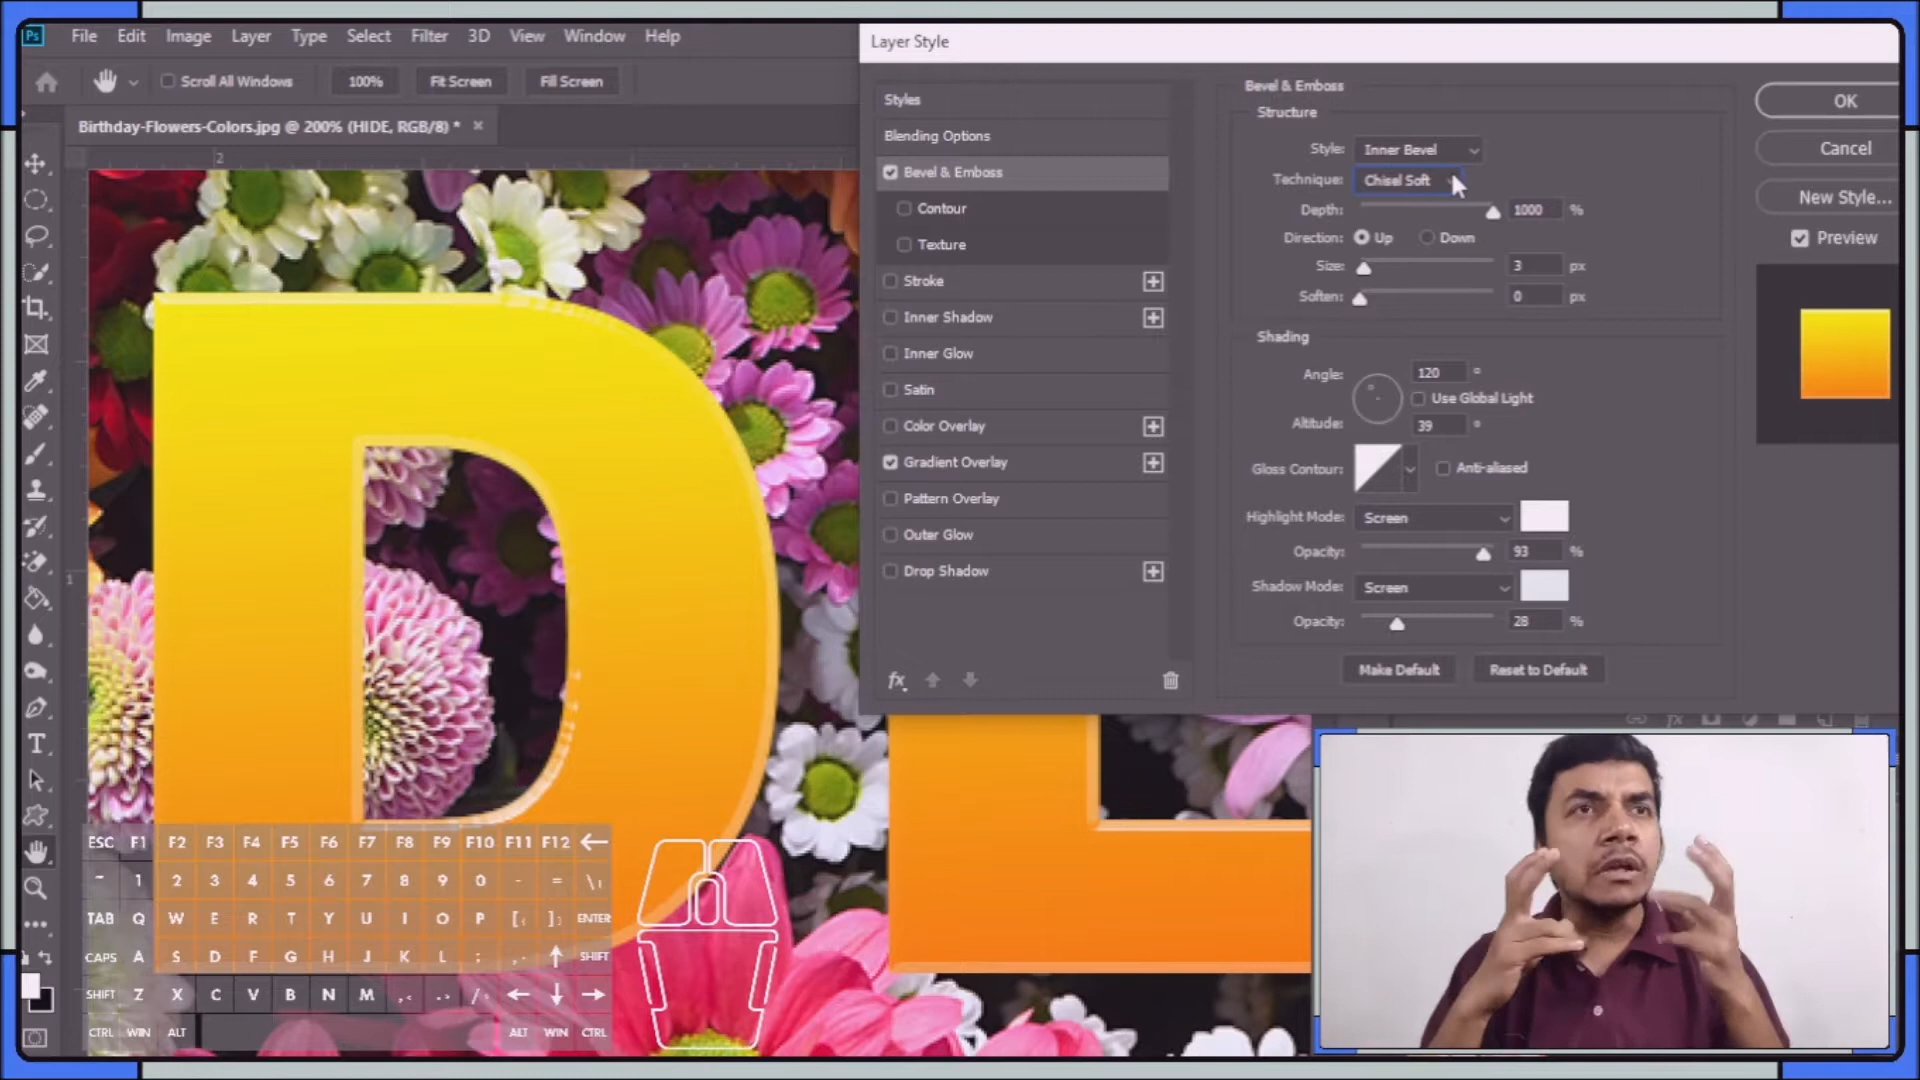 Ps File Edit Image Layer Type Select Filter 3D View Window Help
Scroll All Windows 100% Fit Screen Fill Screen
Birthday-Flowers-Colors.jpg @ 200% (HIDE, RGB/8) * ×
2
1
D
Layer Style
Styles
Blending Options
Bevel & Emboss
Contour
Texture
Stroke
Inner Shadow
Inner Glow
Satin
Color Overlay
Gradient Overlay
Pattern Overlay
Outer Glow
Drop Shadow
fx
Bevel & Emboss
Structure
Style: Inner Bevel
Technique: Chisel Soft
Depth: 1000 %
Direction: Up Down
Size: 3 px
Soften: 0 px
Shading
Angle: 120 °
Use Global Light
Altitude: 39 °
Gloss Contour: Anti-aliased
Highlight Mode: Screen
Opacity: 93 %
Shadow Mode: Screen
Opacity: 28 %
Make Default Reset to Default
OK
Cancel
New Style...
Preview
ESC F1 F2 F3 F4 F5 F6 F7 F8 F9 F10 F11 F12 ←
~ 1 2 3 4 5 6 7 8 9 0 - = \|
TAB Q W E R T Y U I O P [{ ]} ENTER
CAPS A S D F G H J K L ; ,. ↑ SHIFT
SHIFT Z X C V B N M ,< .> / ← ↓ →
CTRL WIN ALT ALT WIN CTRL